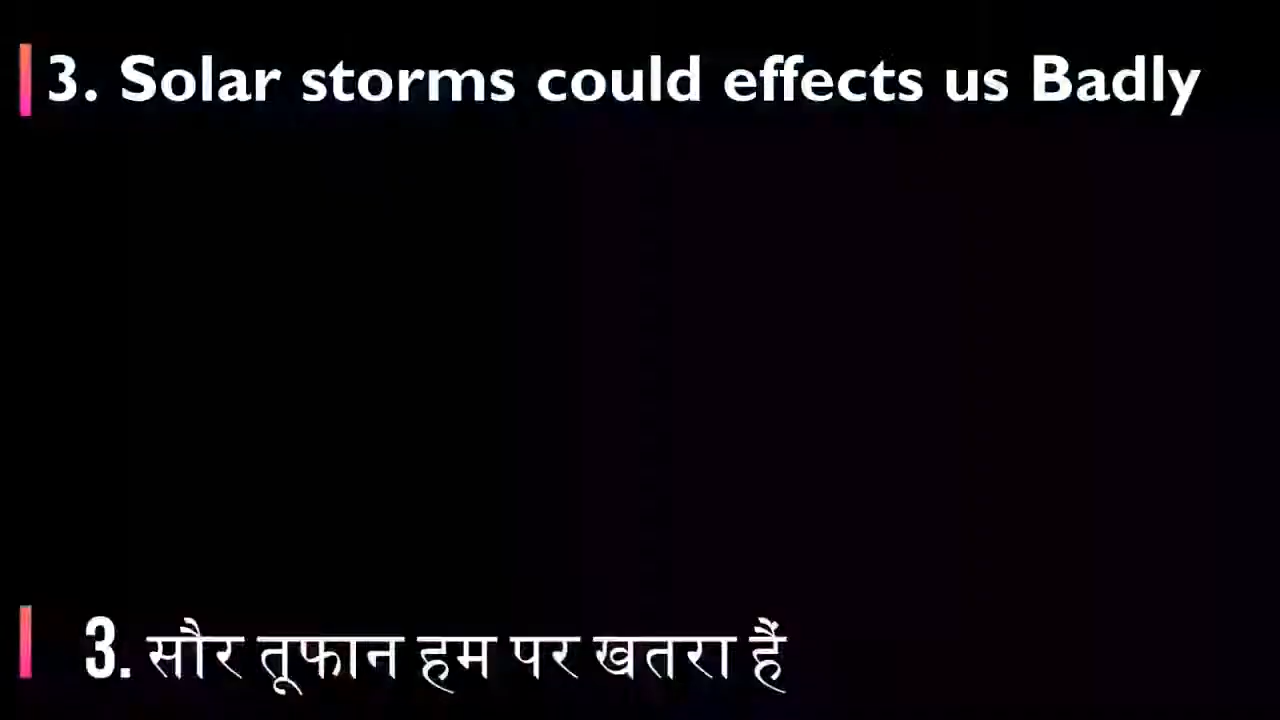 3. Solar storms could effects us Badly
3. सौर तूफान हम पर खतरा हैं